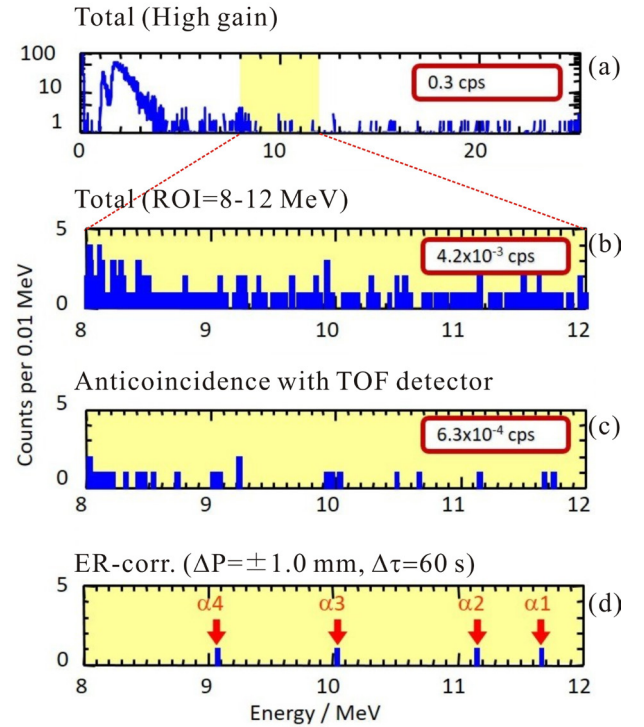 Total (High gain)
100
10
1
0.3 cps
(a)
0 10 20
Total (ROI=8-12 MeV)
5
0
4.2x10⁻³ cps
(b)
8 9 10 11 12
Counts per 0.01 MeV
Anticoincidence with TOF detector
5
0
6.3x10⁻⁴ cps
(c)
8 9 10 11 12
ER-corr. (ΔP=±1.0 mm, Δτ=60 s)
5
0
α4 α3 α2 α1
(d)
8 9 10 11 12
Energy / MeV